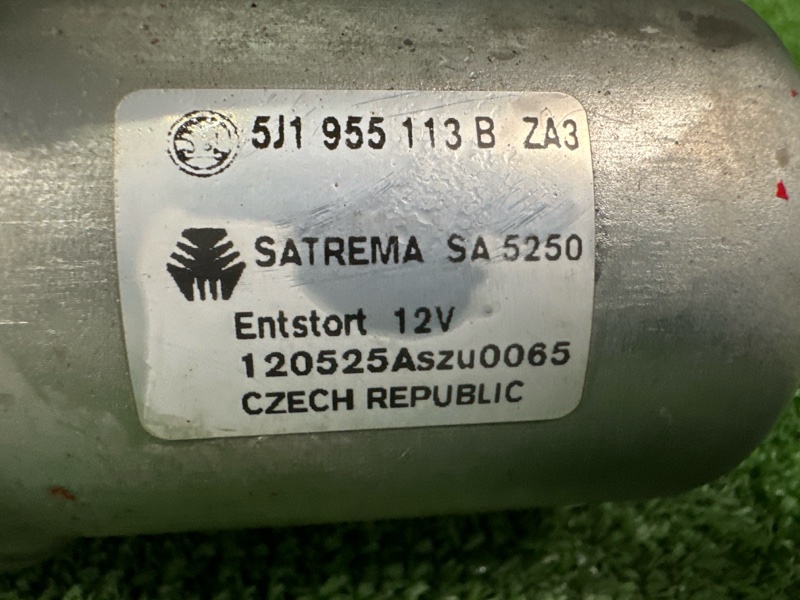 5J1 955 113 B ZA3
SATREMA SA 5250
Entstort 12V
120525Aszu0065
CZECH REPUBLIC